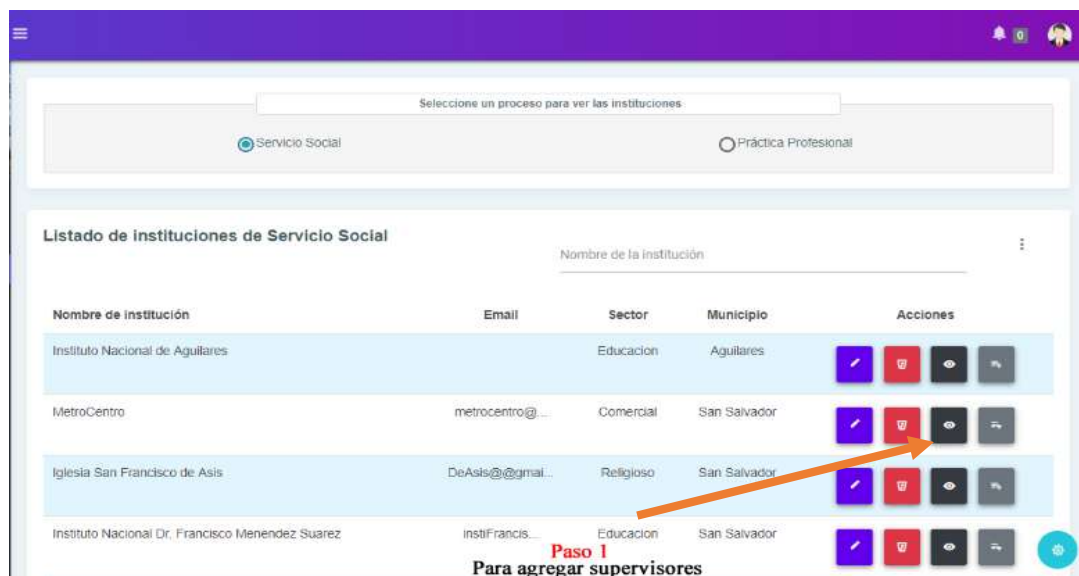 0
Seleccione un proceso para ver las instituciones
Servicio Social Práctica Profesional
Listado de instituciones de Servicio Social
Nombre de la institución
Nombre de institución Email Sector Municipio Acciones
Instituto Nacional de Aguilares Educacion Aguilares
MetroCentro metrocentro@... Comercial San Salvador
Iglesia San Francisco de Asis DeAsis@@gmai... Religioso San Salvador
Instituto Nacional Dr. Francisco Menendez Suarez instiFrancis... Educacion San Salvador
Paso 1
Para agregar supervisores